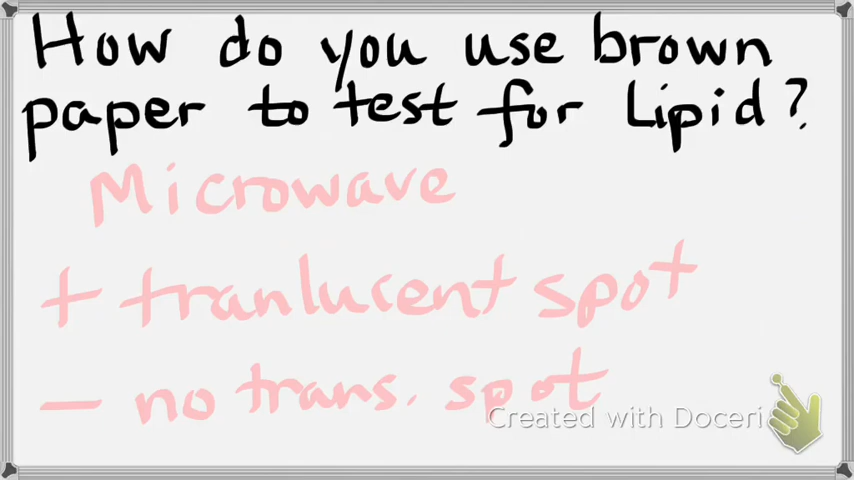 How do you use brown
paper to test for Lipid?
Microwave
+ tranlucent spot
- no trans. spot
Created with Doceri